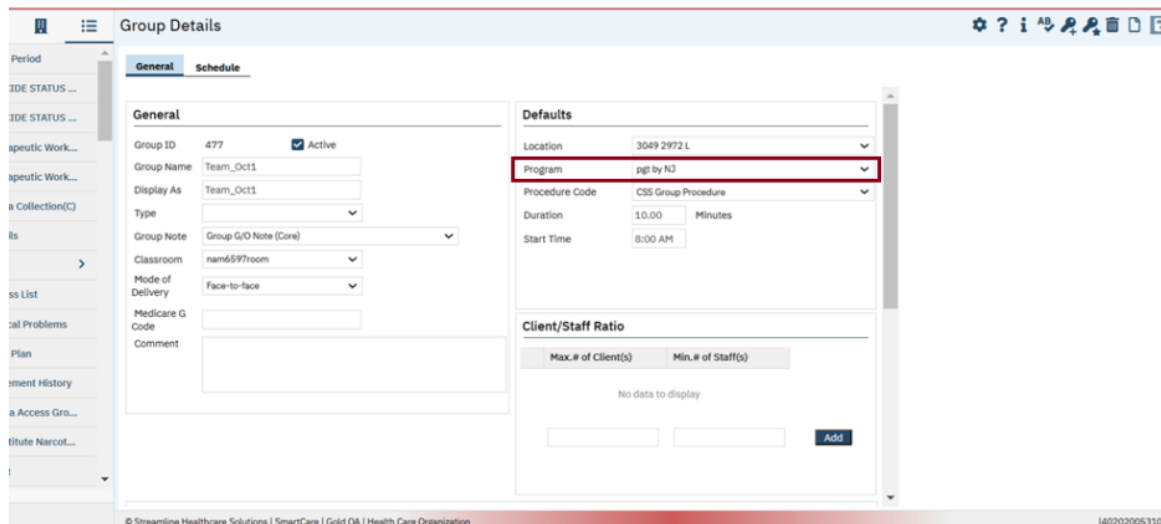 Group Details
? i AB
Period
CIDE STATUS ...
CIDE STATUS ...
apeutic Work...
apeutic Work...
a Collection(C)
ils
ss List
cal Problems
Plan
ement History
a Access Gro...
titute Narcot...
General Schedule
General
Group ID 477 Active
Group Name Team_Oct1
Display As Team_Oct1
Type
Group Note Group G/O Note (Core)
Classroom nam6597room
Mode of
Delivery Face-to-face
Medicare G
Code
Comment
Defaults
Location 3049 2972 L
Program pgt by NJ
Procedure Code CSS Group Procedure
Duration 10.00 Minutes
Start Time 8:00 AM
Client/Staff Ratio
Max.# of Client(s) Min.# of Staff(s)
No data to display
Add
© Streamline Healthcare Solutions | SmartCare | Gold QA | Health Care Organization